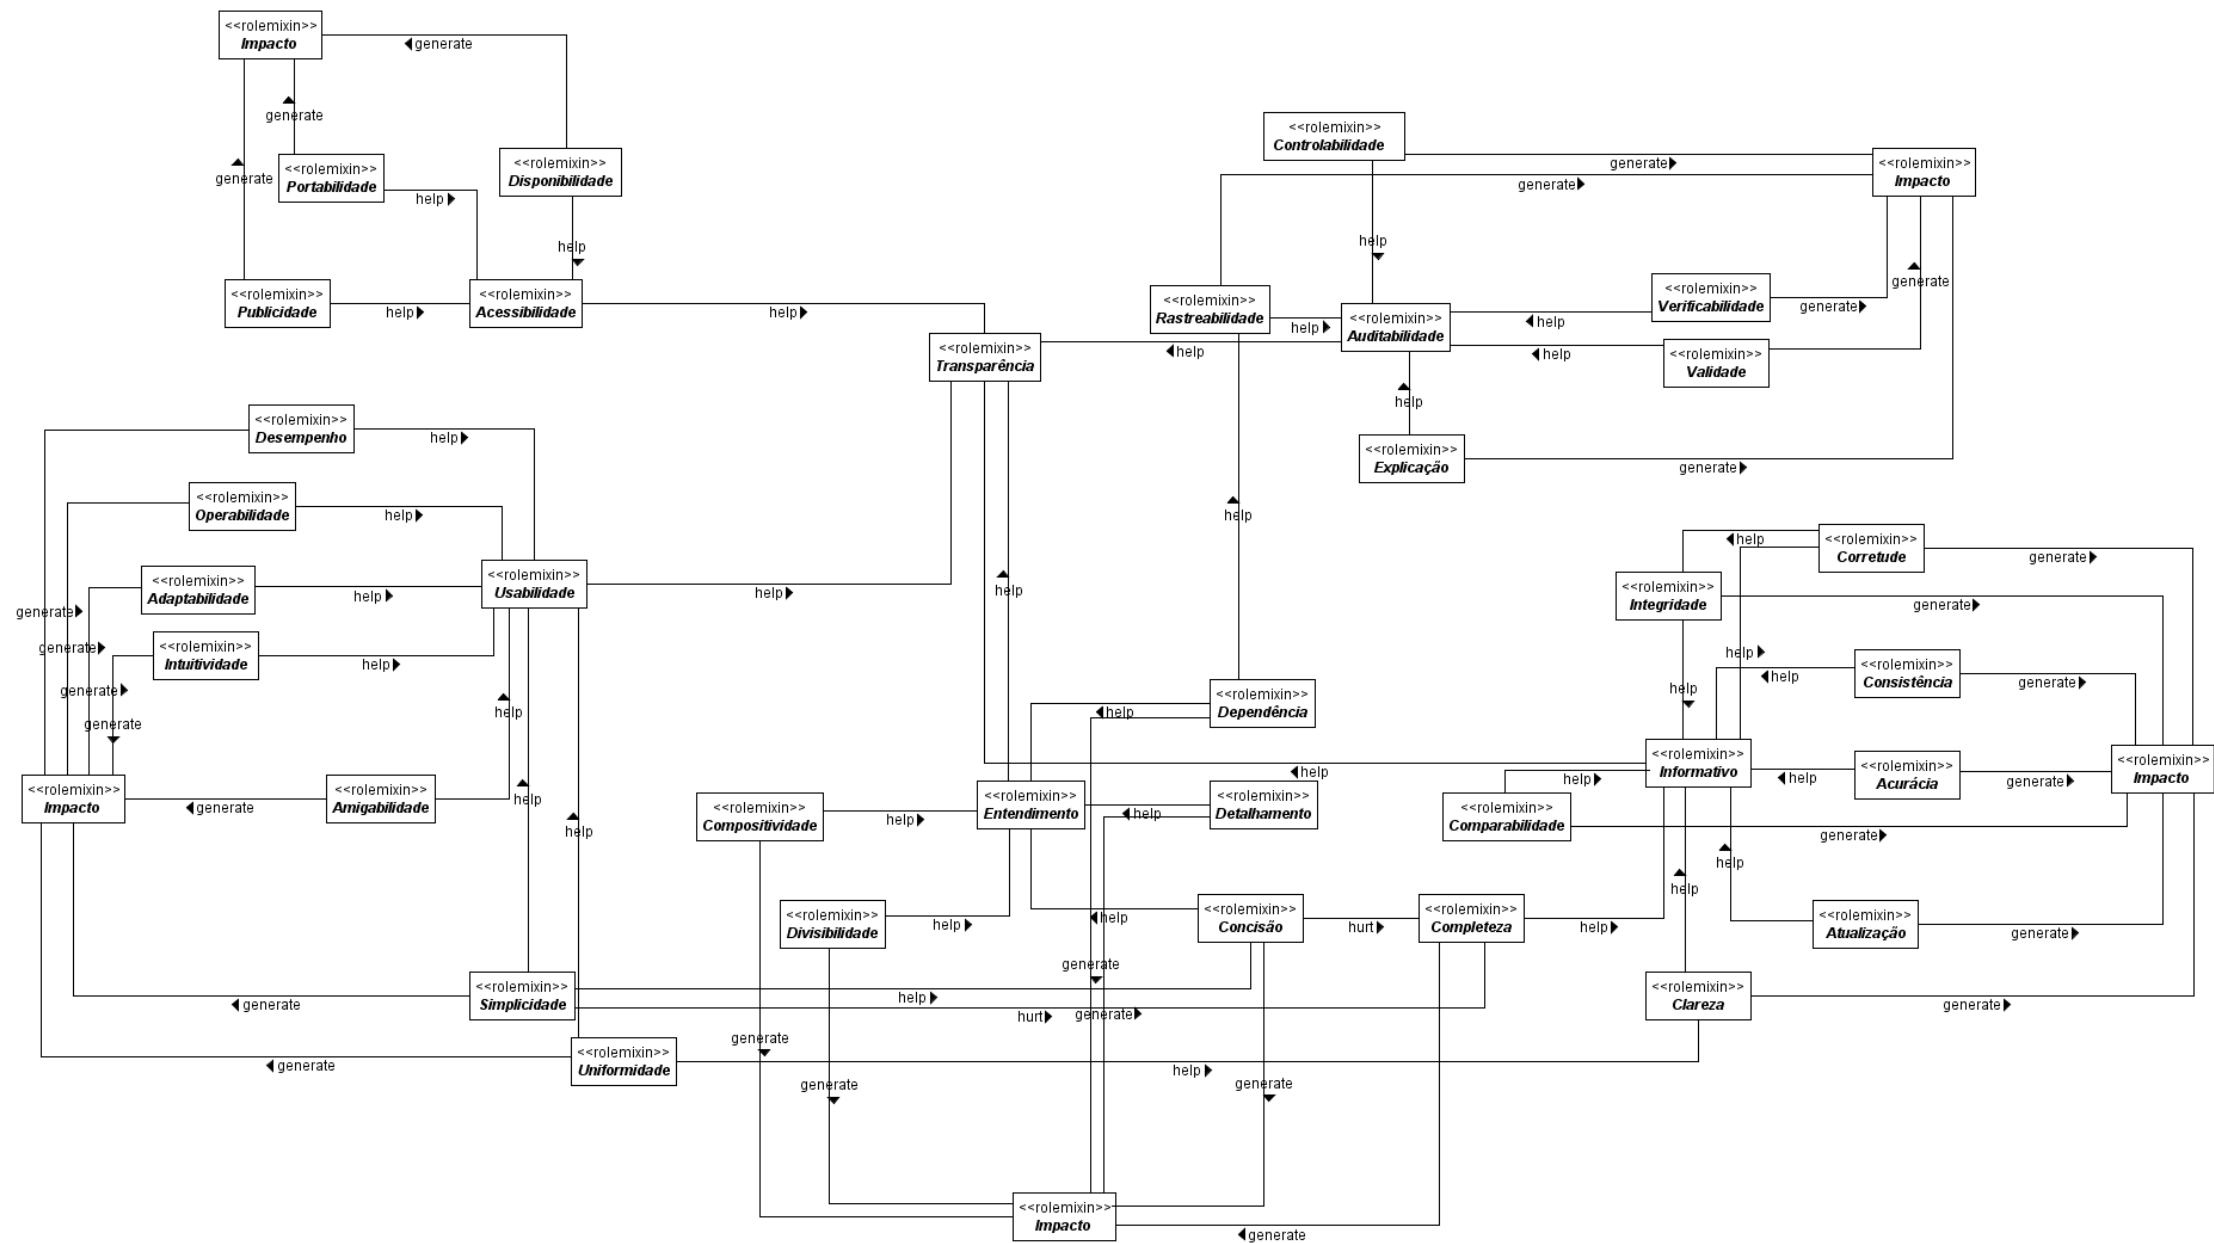 <<rolemixin>>
Impacto
generate
generate
generate
<<rolemixin>>
Portabilidade
help
<<rolemixin>>
Disponibilidade
help
<<rolemixin>>
Publicidade
help
<<rolemixin>>
Acessibilidade
help
<<rolemixin>>
Transparência
<<rolemixin>>
Controlabilidade
generate
generate
<<rolemixin>>
Impacto
help
generate
<<rolemixin>>
Rastreabilidade
help
<<rolemixin>>
Auditabilidade
help
<<rolemixin>>
Verificabilidade
generate
help
help
<<rolemixin>>
Validade
help
<<rolemixin>>
Explicação
generate
<<rolemixin>>
Desempenho
help
<<rolemixin>>
Operabilidade
help
<<rolemixin>>
Adaptabilidade
help
<<rolemixin>>
Usabilidade
help
generate
generate
generate
generate
<<rolemixin>>
Intuitividade
help
help
help
help
<<rolemixin>>
Impacto
generate
<<rolemixin>>
Amigabilidade
help
help
<<rolemixin>>
Dependência
help
help
<<rolemixin>>
Compositividade
help
<<rolemixin>>
Entendimento
help
<<rolemixin>>
Detalhamento
<<rolemixin>>
Divisibilidade
help
help
<<rolemixin>>
Concisão
hurt
<<rolemixin>>
Completeza
help
generate
generate
<<rolemixin>>
Simplicidade
help
hurt
generate
generate
generate
<<rolemixin>>
Uniformidade
help
generate
generate
<<rolemixin>>
Impacto
generate
help
<<rolemixin>>
Corretude
generate
<<rolemixin>>
Integridade
generate
help
help
help
<<rolemixin>>
Consistência
generate
<<rolemixin>>
Informativo
help
help
<<rolemixin>>
Acurácia
generate
<<rolemixin>>
Impacto
<<rolemixin>>
Comparabilidade
generate
help
help
<<rolemixin>>
Atualização
generate
<<rolemixin>>
Clareza
generate